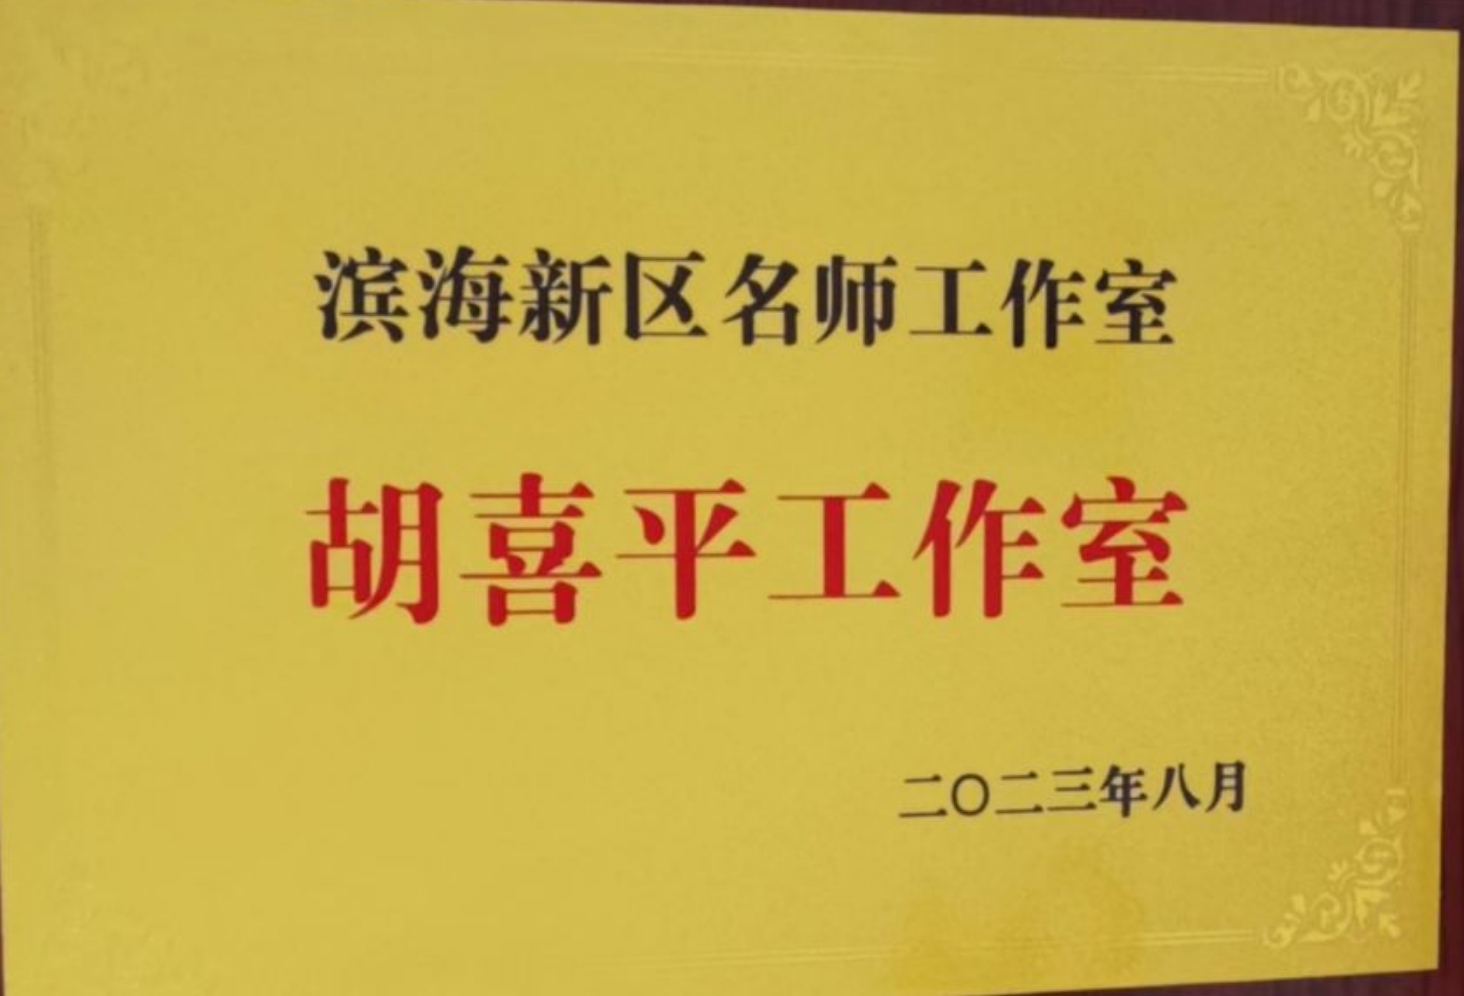 滨海新区名师工作室
胡喜平工作室
二〇二三年八月